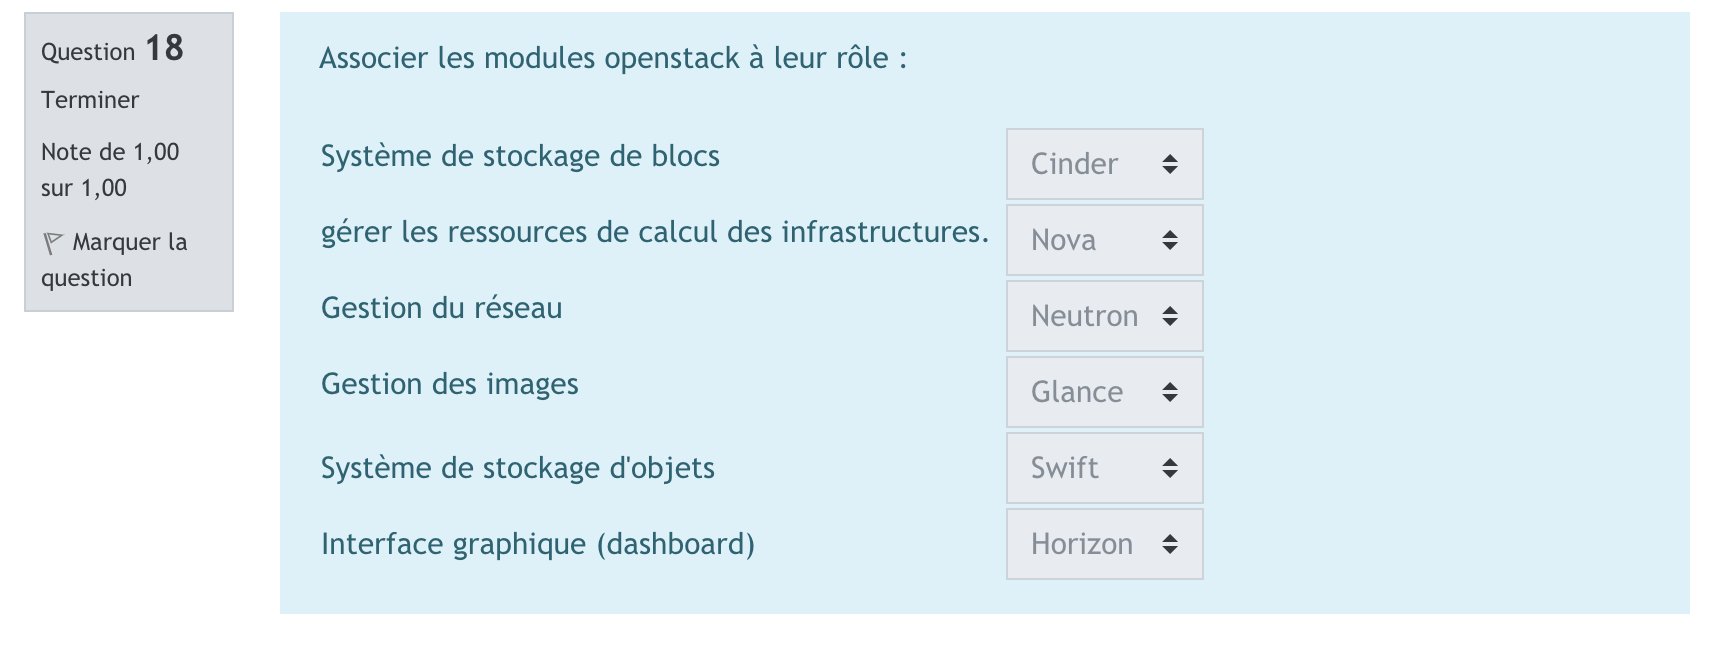 Question 18
Terminer
Note de 1,00
sur 1,00
Marquer la
question
Associer les modules openstack à leur rôle :
Système de stockage de blocs Cinder
gérer les ressources de calcul des infrastructures. Nova
Gestion du réseau Neutron
Gestion des images Glance
Système de stockage d'objets Swift
Interface graphique (dashboard) Horizon